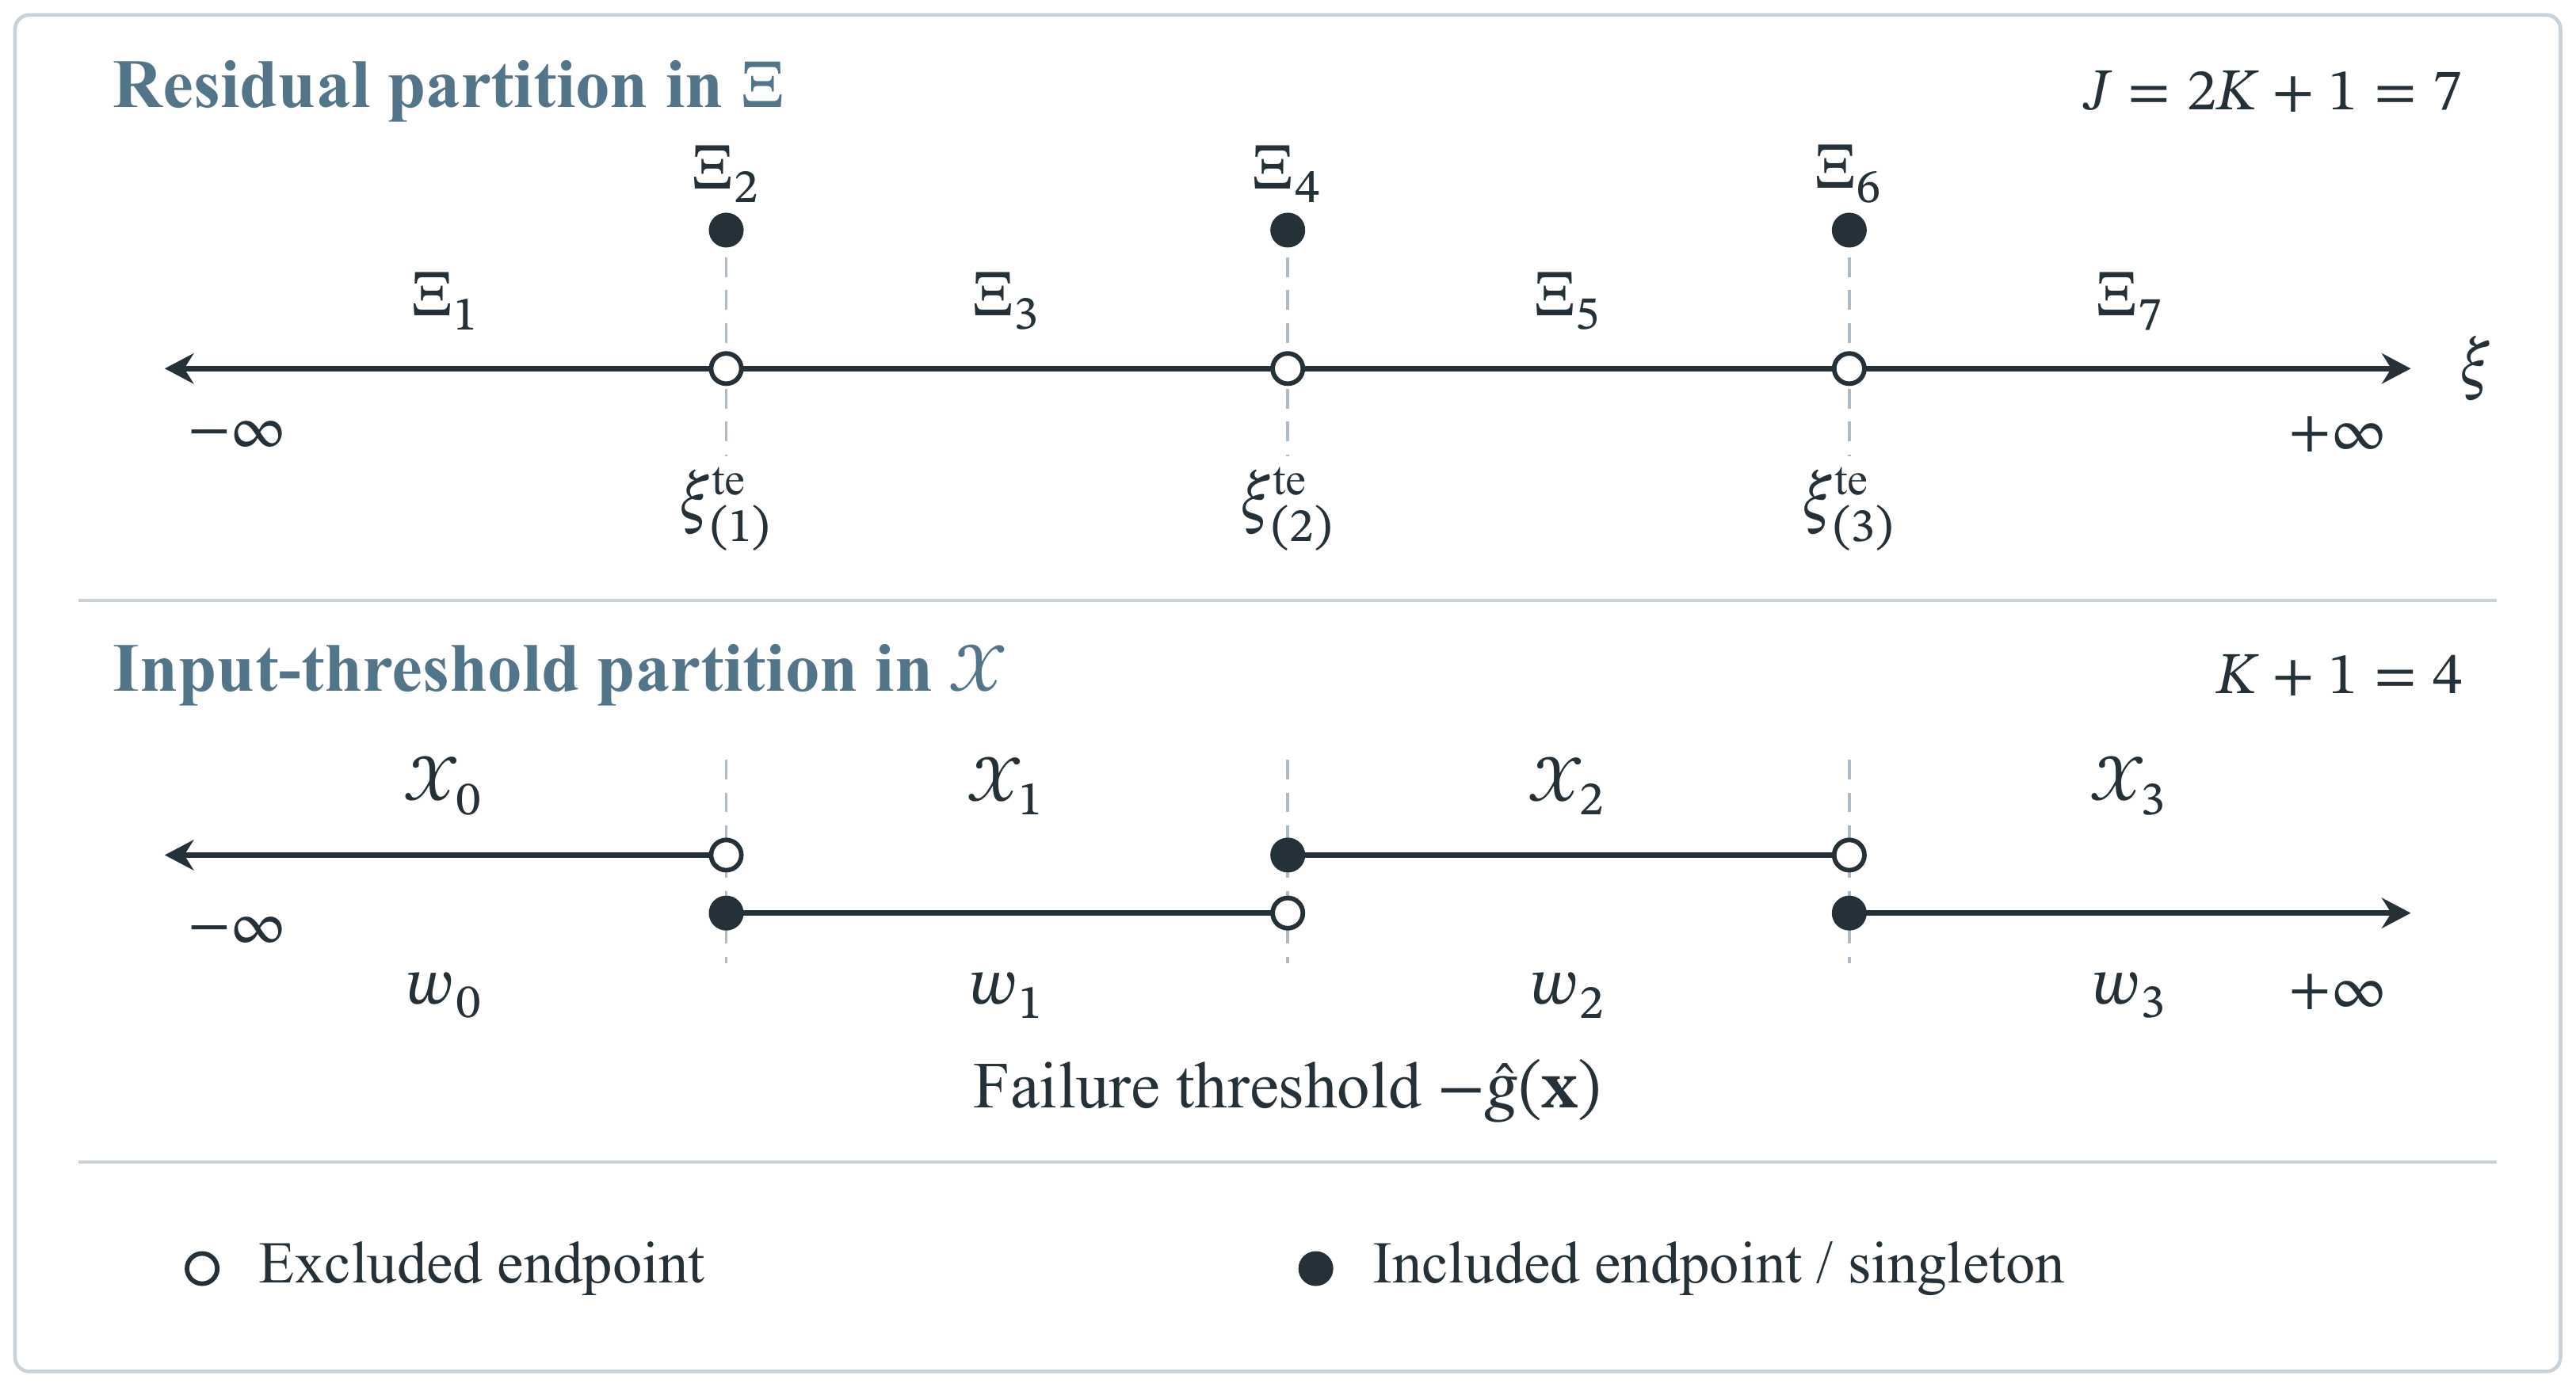 Residual partition in Ξ
J = 2K + 1 = 7
Ξ₂ Ξ₄ Ξ₆
Ξ₁ Ξ₃ Ξ₅ Ξ₇
ξ
−∞ +∞
ξ^te_(1) ξ^te_(2) ξ^te_(3)
Input-threshold partition in 𝒳
K + 1 = 4
𝒳₀ 𝒳₁ 𝒳₂ 𝒳₃
−∞
w₀ w₁ w₂ w₃ +∞
Failure threshold −ĝ(𝐱)
Excluded endpoint
Included endpoint / singleton